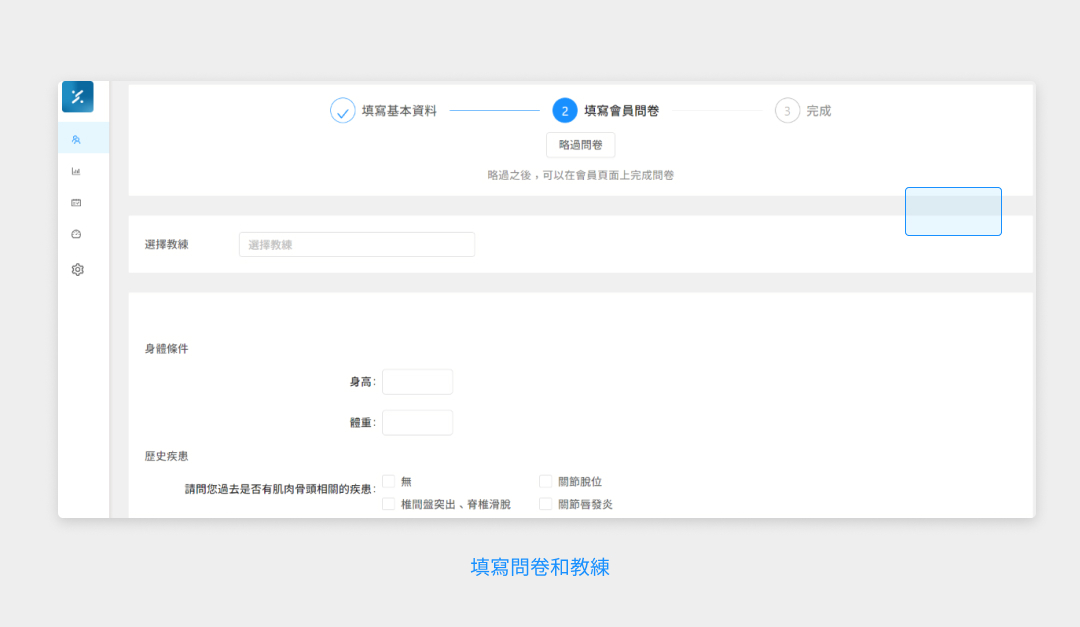 填寫基本資料
2 填寫會員問卷
3 完成
略過問卷
略過之後，可以在會員頁面上完成問卷
選擇教練 選擇教練
身體條件
身高:
體重:
歷史疾患
請問您過去是否有肌肉骨頭相關的疾患:
無 關節脫位
椎間盤突出、脊椎滑脫 關節唇發炎
填寫問卷和教練